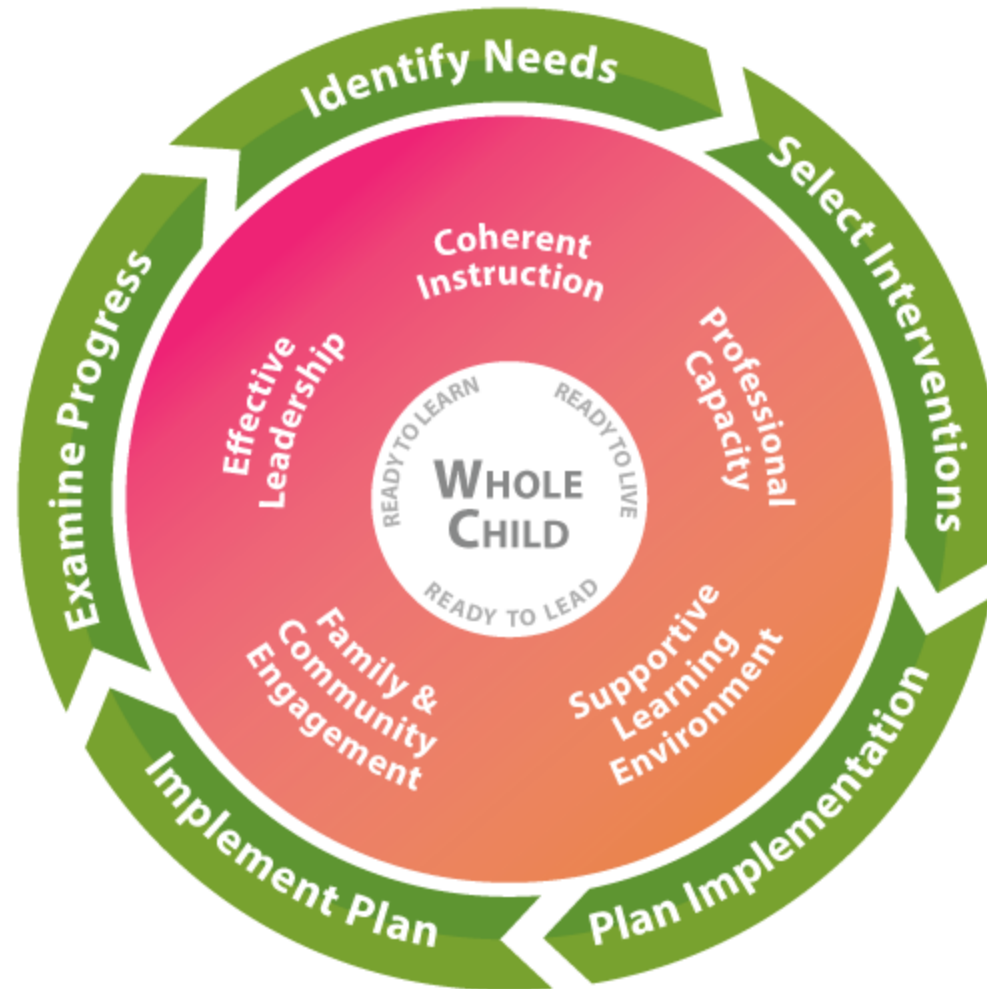 Identify Needs
Select Interventions
Plan Implementation
Implement Plan
Examine Progress
Coherent
Instruction
Professional
Capacity
Supportive
Learning
Environment
Family &
Community
Engagement
Effective
Leadership
READY TO LEARN
READY TO LIVE
READY TO LEAD
WHOLE
CHILD